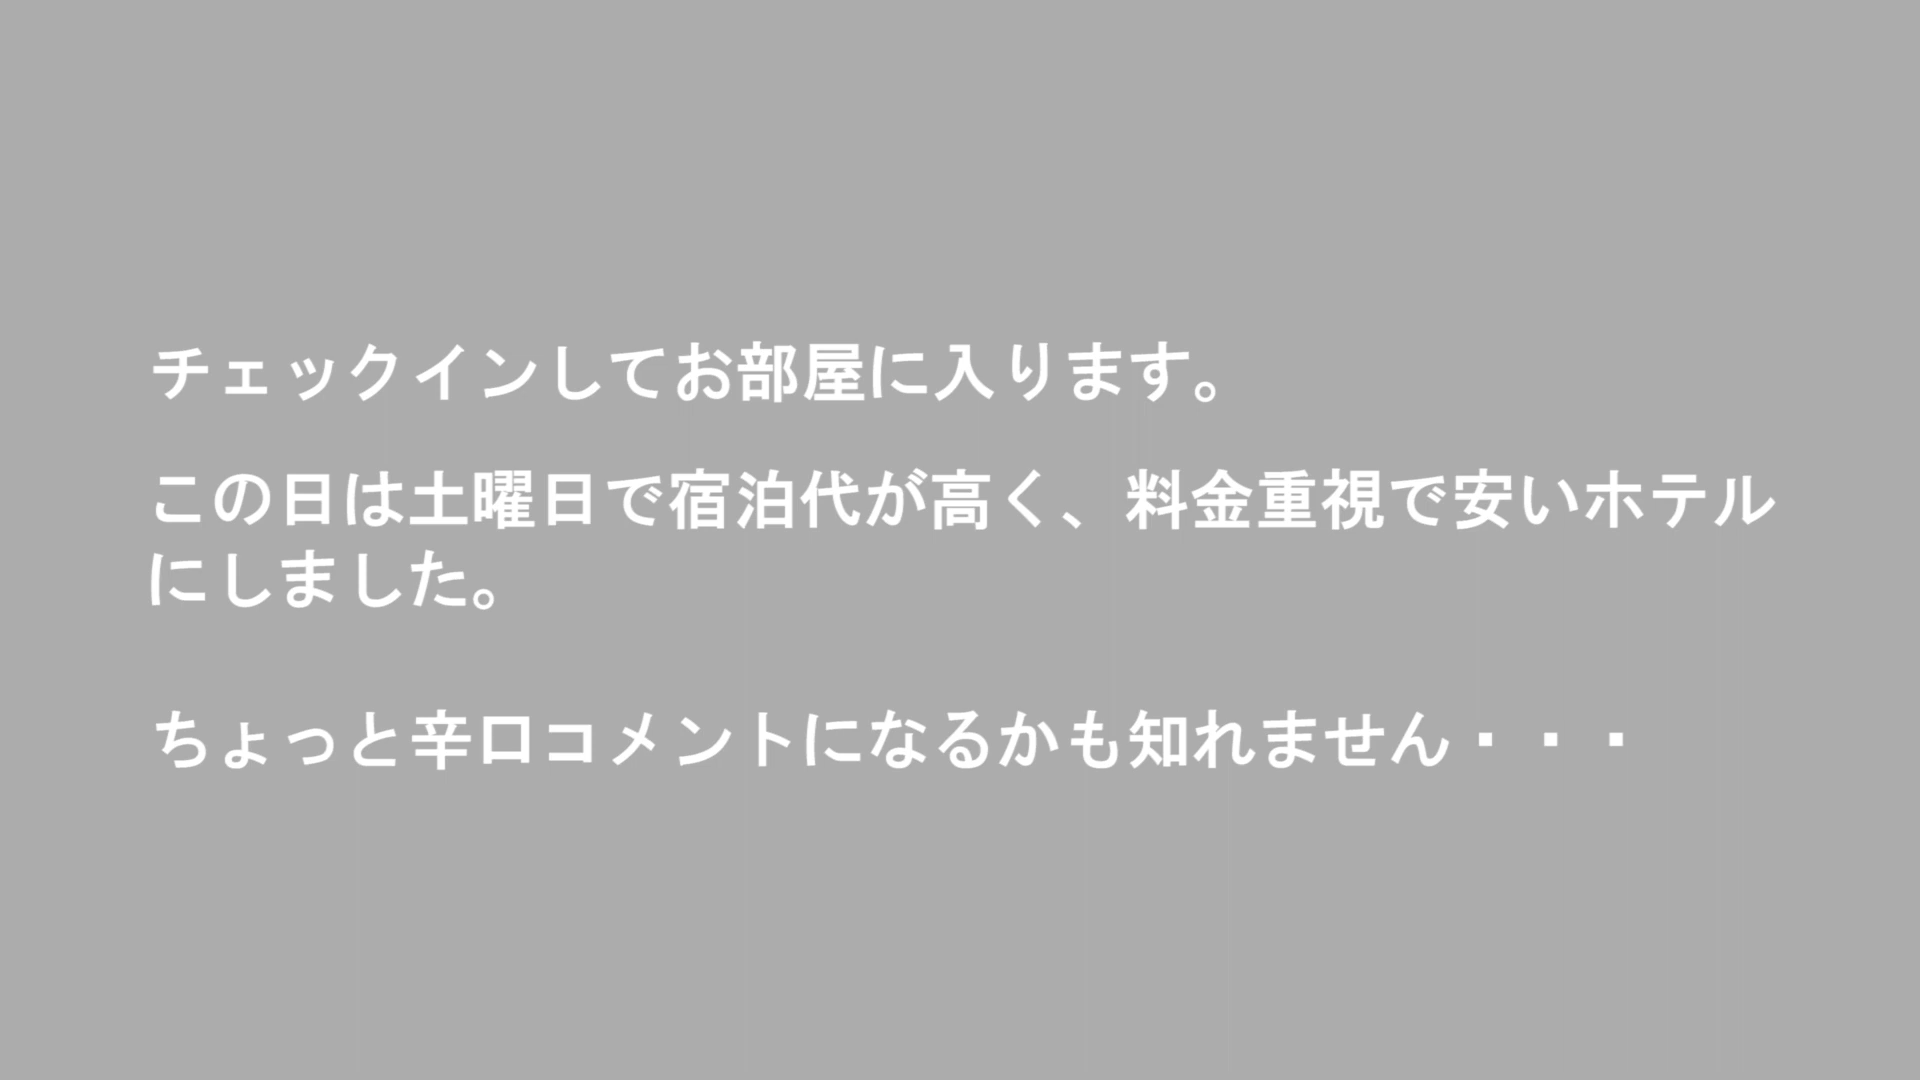 チェックインしてお部屋に入ります。
この日は土曜日で宿泊代が高く、料金重視で安いホテル
にしました。
ちょっと辛口コメントになるかも知れません・・・